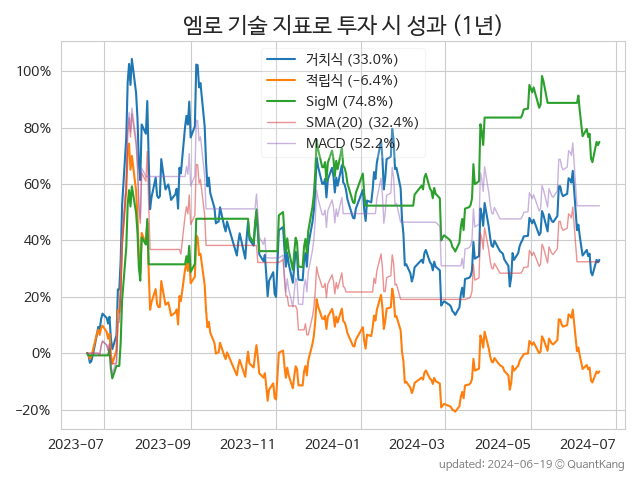 엠로 기술 지표로 투자 시 성과 (1년)
거치식 (33.0%)
적립식 (−6.4%)
SigM (74.8%)
SMA(20) (32.4%)
MACD (52.2%)
100%
80%
60%
40%
20%
0%
−20%
2023-07 2023-09 2023-11 2024-01 2024-03 2024-05 2024-07
updated: 2024-06-19 @ QuantKang